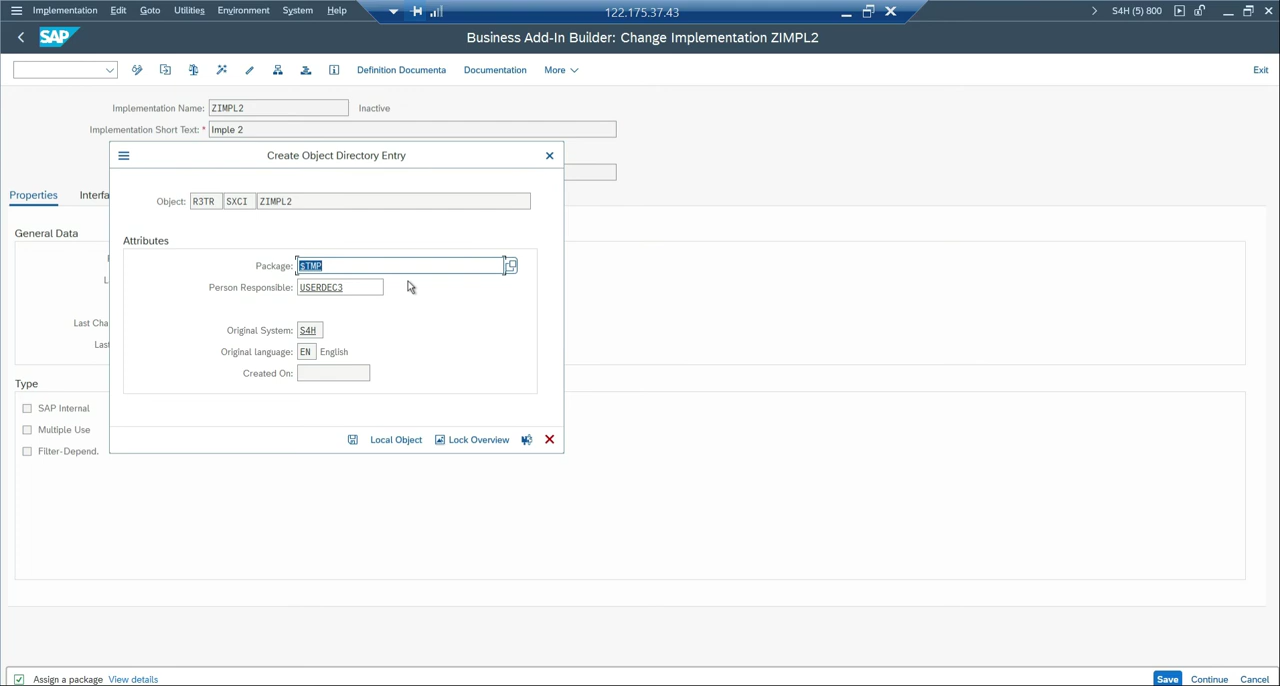 Implementation Edit Goto Utilities Environment System Help 122.175.37.43 S4H (5) 800
SAP Business Add-In Builder: Change Implementation ZIMPL2
Definition Documenta Documentation More Exit
Implementation Name: ZIMPL2 Inactive
Implementation Short Text: * Imple 2
Create Object Directory Entry
Properties Interfa
Object: R3TR SXCI ZIMPL2
General Data
Attributes
Package: $TMP
Person Responsible: USERDEC3
Last Cha
Original System: S4H
Last
Original language: EN English
Created On:
Type
SAP Internal
Multiple Use
Filter-Depend.
Local Object Lock Overview
Assign a package View details Save Continue Cancel